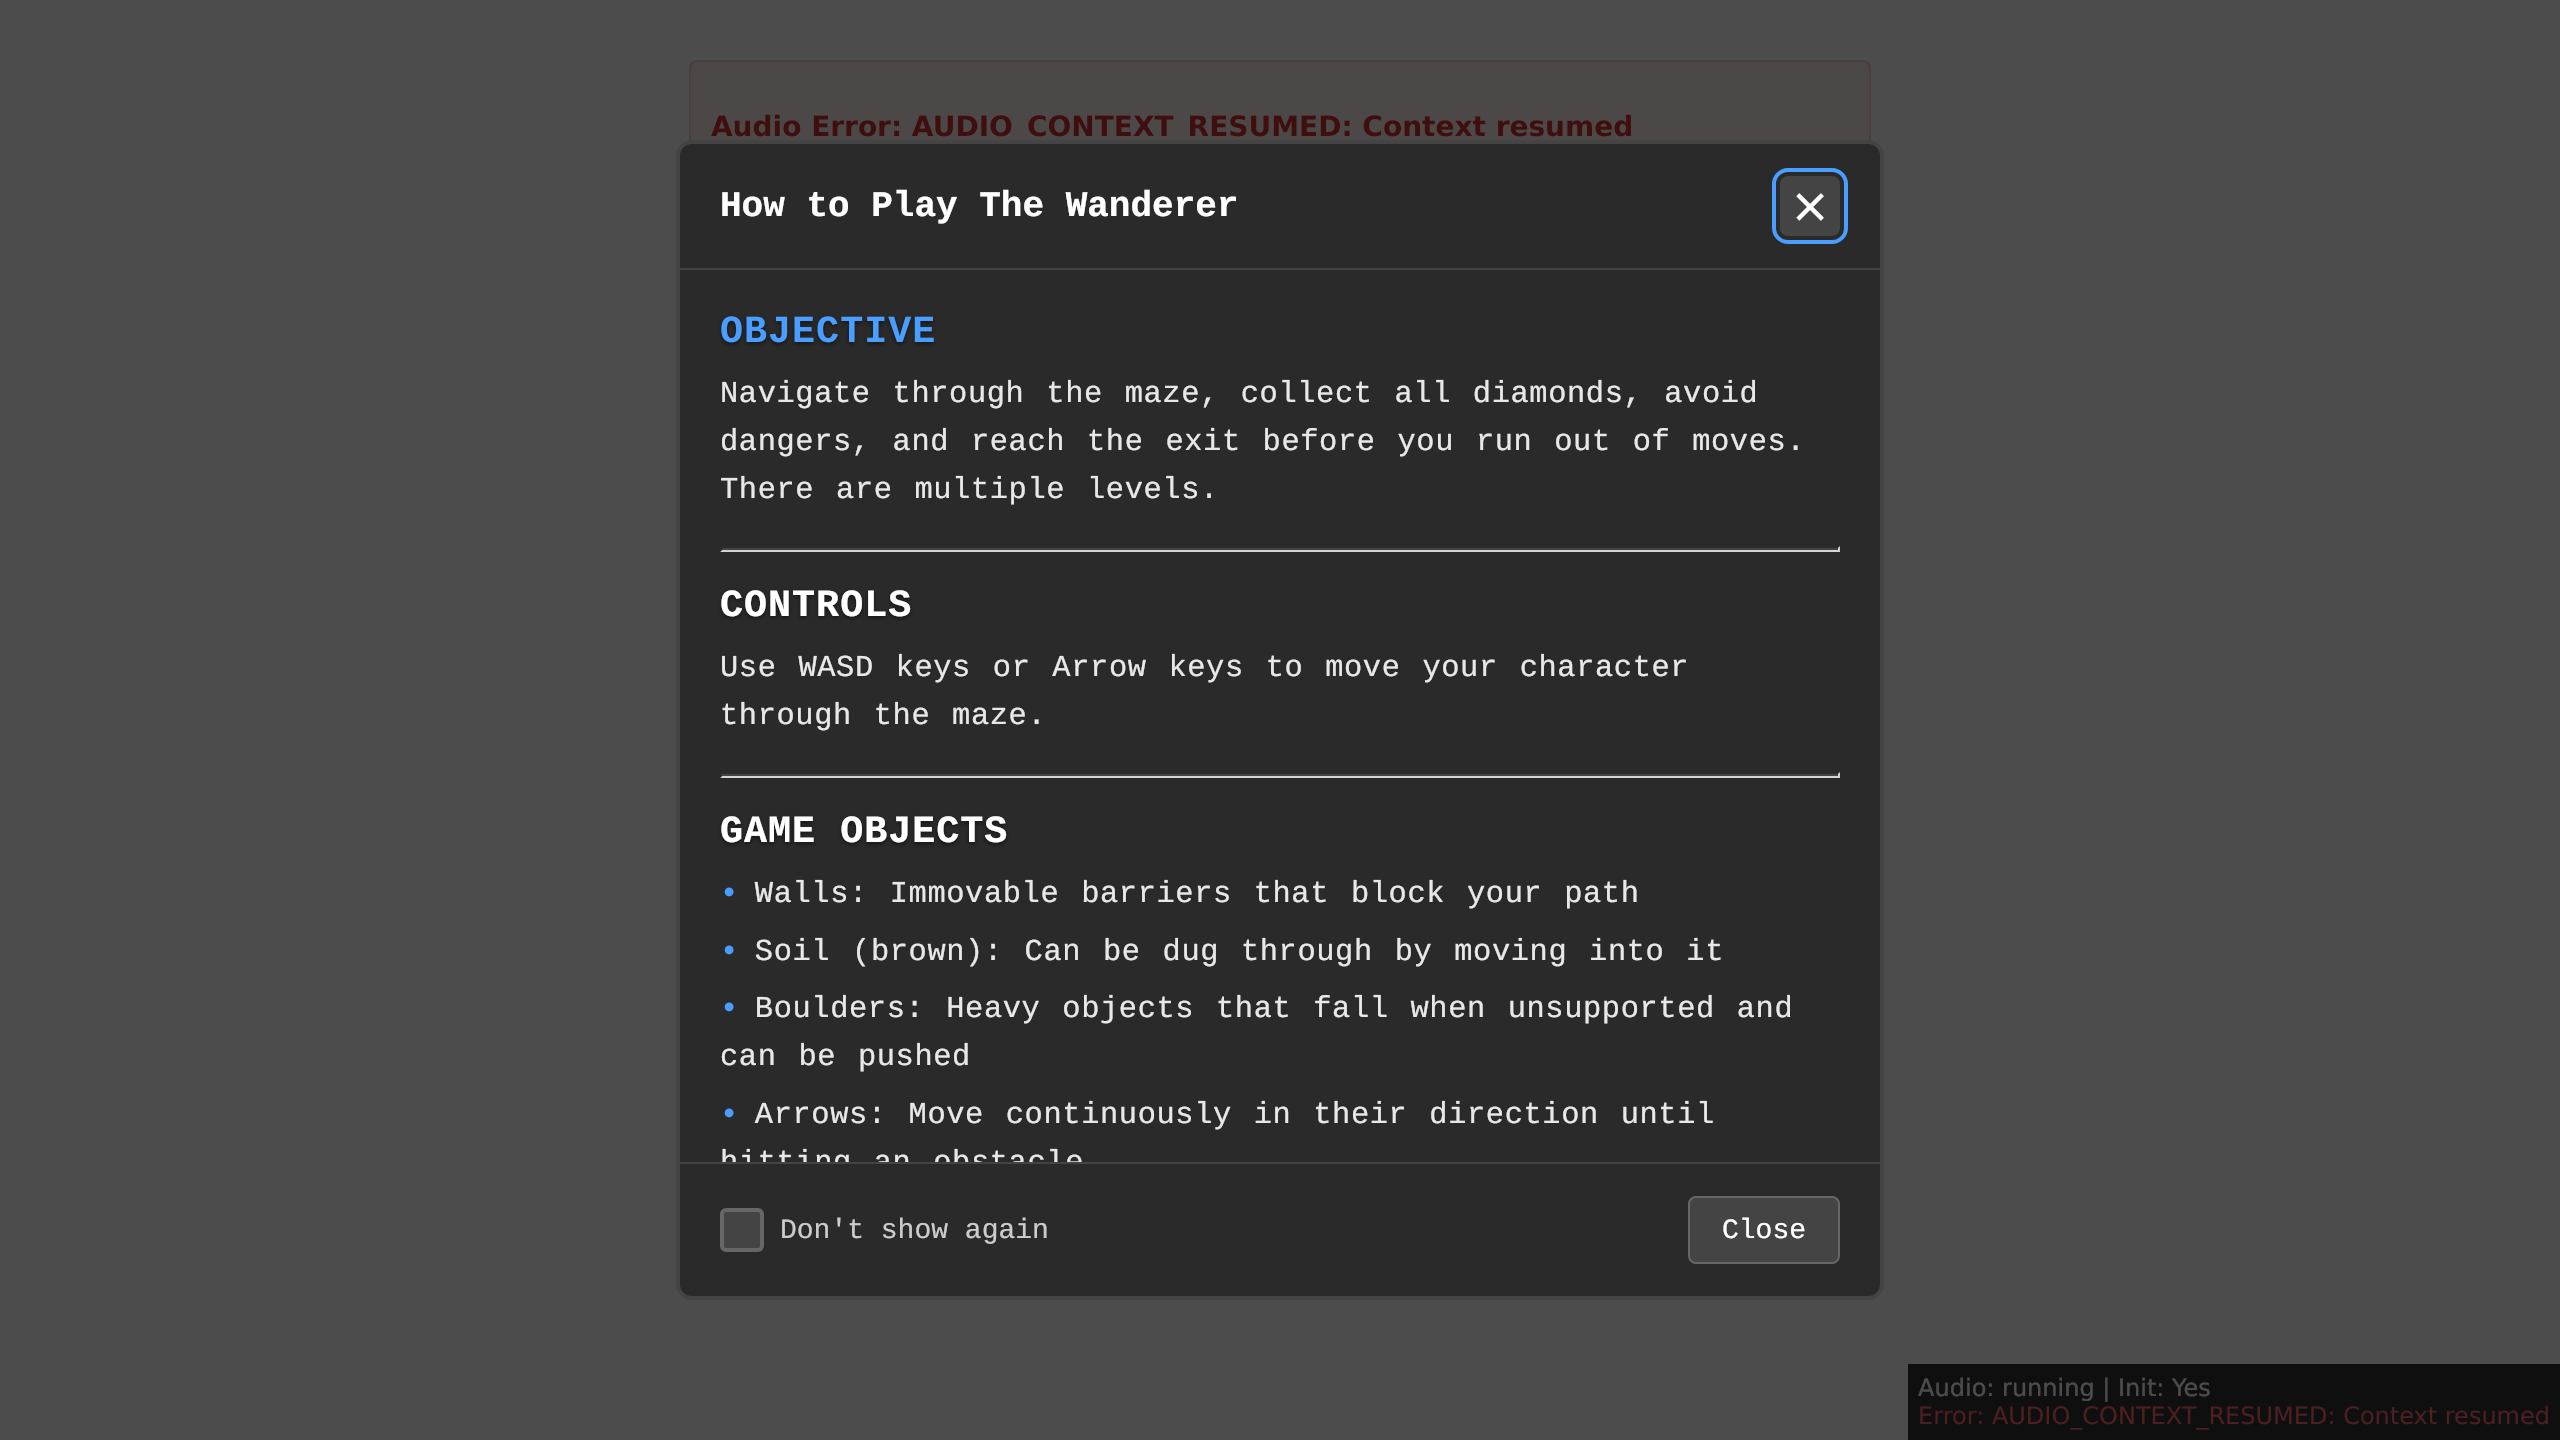 Audio Error: AUDIO_CONTEXT_RESUMED: Context resumed
How to Play The Wanderer
OBJECTIVE
Navigate through the maze, collect all diamonds, avoid
dangers, and reach the exit before you run out of moves.
There are multiple levels.
CONTROLS
Use WASD keys or Arrow keys to move your character
through the maze.
GAME OBJECTS
• Walls: Immovable barriers that block your path
• Soil (brown): Can be dug through by moving into it
• Boulders: Heavy objects that fall when unsupported and
can be pushed
• Arrows: Move continuously in their direction until
hitting an obstacle
Don't show again
Close
Audio: running | Init: Yes
Error: AUDIO_CONTEXT_RESUMED: Context resumed